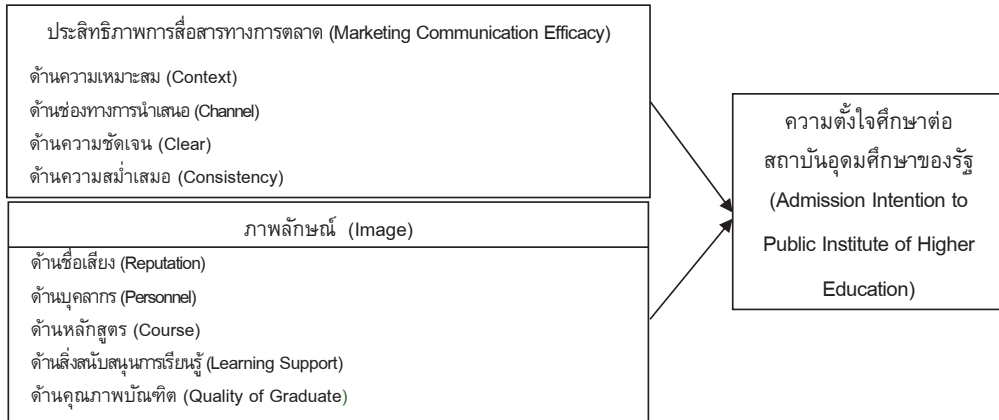 ประสิทธิภาพการสื่อสารทางการตลาด (Marketing Communication Efficacy)
ด้านความเหมาะสม (Context)
ด้านช่องทางการนำเสนอ (Channel)
ด้านความชัดเจน (Clear)
ด้านความสม่ำเสมอ (Consistency)
ภาพลักษณ์ (Image)
ด้านชื่อเสียง (Reputation)
ด้านบุคลากร (Personnel)
ด้านหลักสูตร (Course)
ด้านสิ่งสนับสนุนการเรียนรู้ (Learning Support)
ด้านคุณภาพบัณฑิต (Quality of Graduate)
ความตั้งใจศึกษาต่อ
สถาบันอุดมศึกษาของรัฐ
(Admission Intention to
Public Institute of Higher
Education)